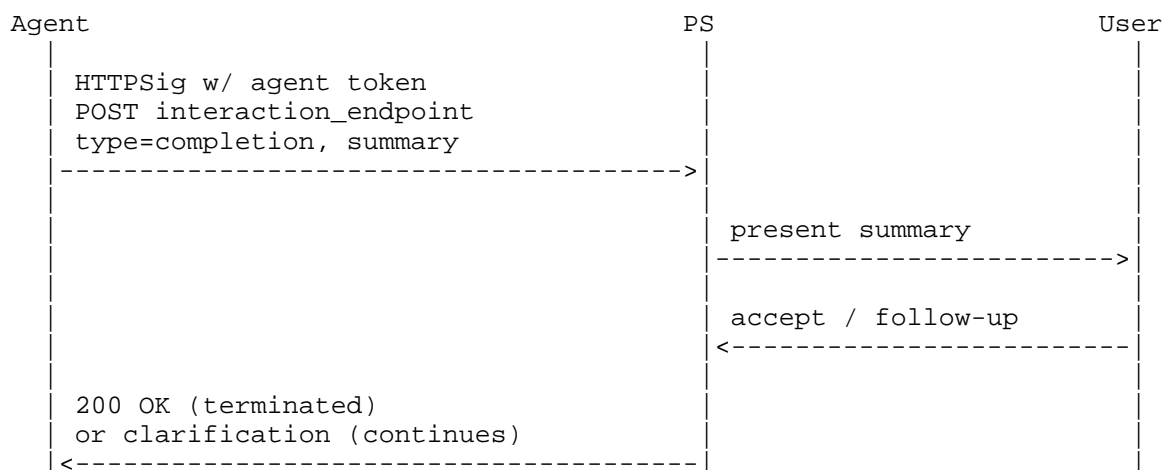 Agent PS User
HTTPSig w/ agent token
POST interaction_endpoint
type=completion, summary
present summary
accept / follow-up
200 OK (terminated)
or clarification (continues)